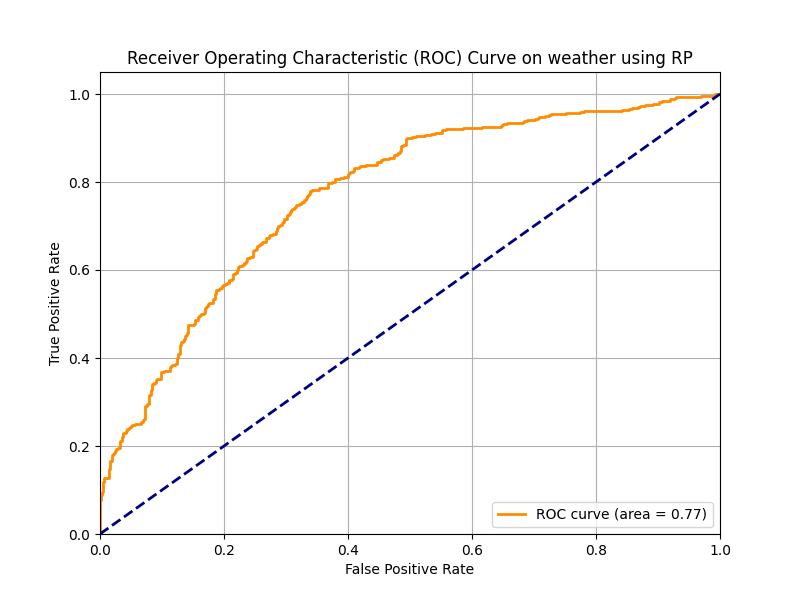 Receiver Operating Characteristic (ROC) Curve on weather using RP
1.0
0.8
0.6
0.4
0.2
0.0
True Positive Rate
ROC curve (area = 0.77)
0.0 0.2 0.4 0.6 0.8 1.0
False Positive Rate